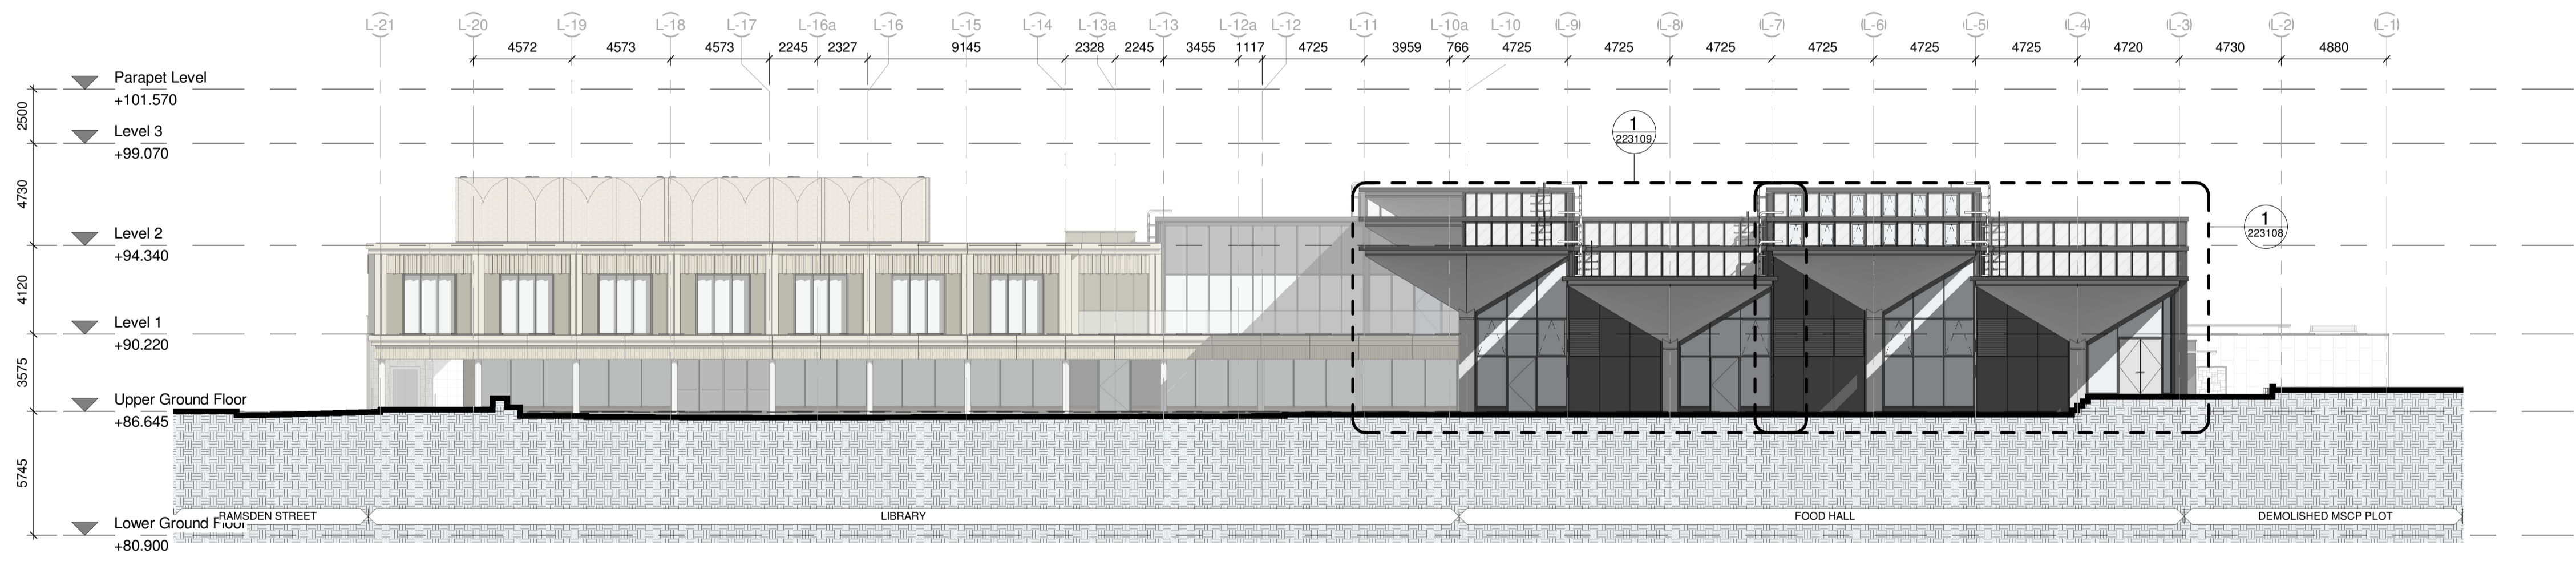 L-21 L-20 L-19 L-18 L-17 L-16a L-16 L-15 L-14 L-13a L-13 L-12a L-12 L-11 L-10a L-10 (L-9) (L-8) (L-7) (L-6) L-5 (L-4) (L-3) (L-2) (L-1)
4572 4573 4573 2245 2327 9145 2328 2245 3455 1117 4725 3959 766 4725 4725 4725 4725 4725 4725 4720 4730 4880
Parapet Level
+101.570
2500
Level 3
+99.070
1
223109
4730
1
223108
Level 2
+94.340
4120
Level 1
+90.220
3575
Upper Ground Floor
+86.645
5745
RAMSDEN STREET LIBRARY FOOD HALL DEMOLISHED MSCP PLOT
Lower Ground Floor
+80.900